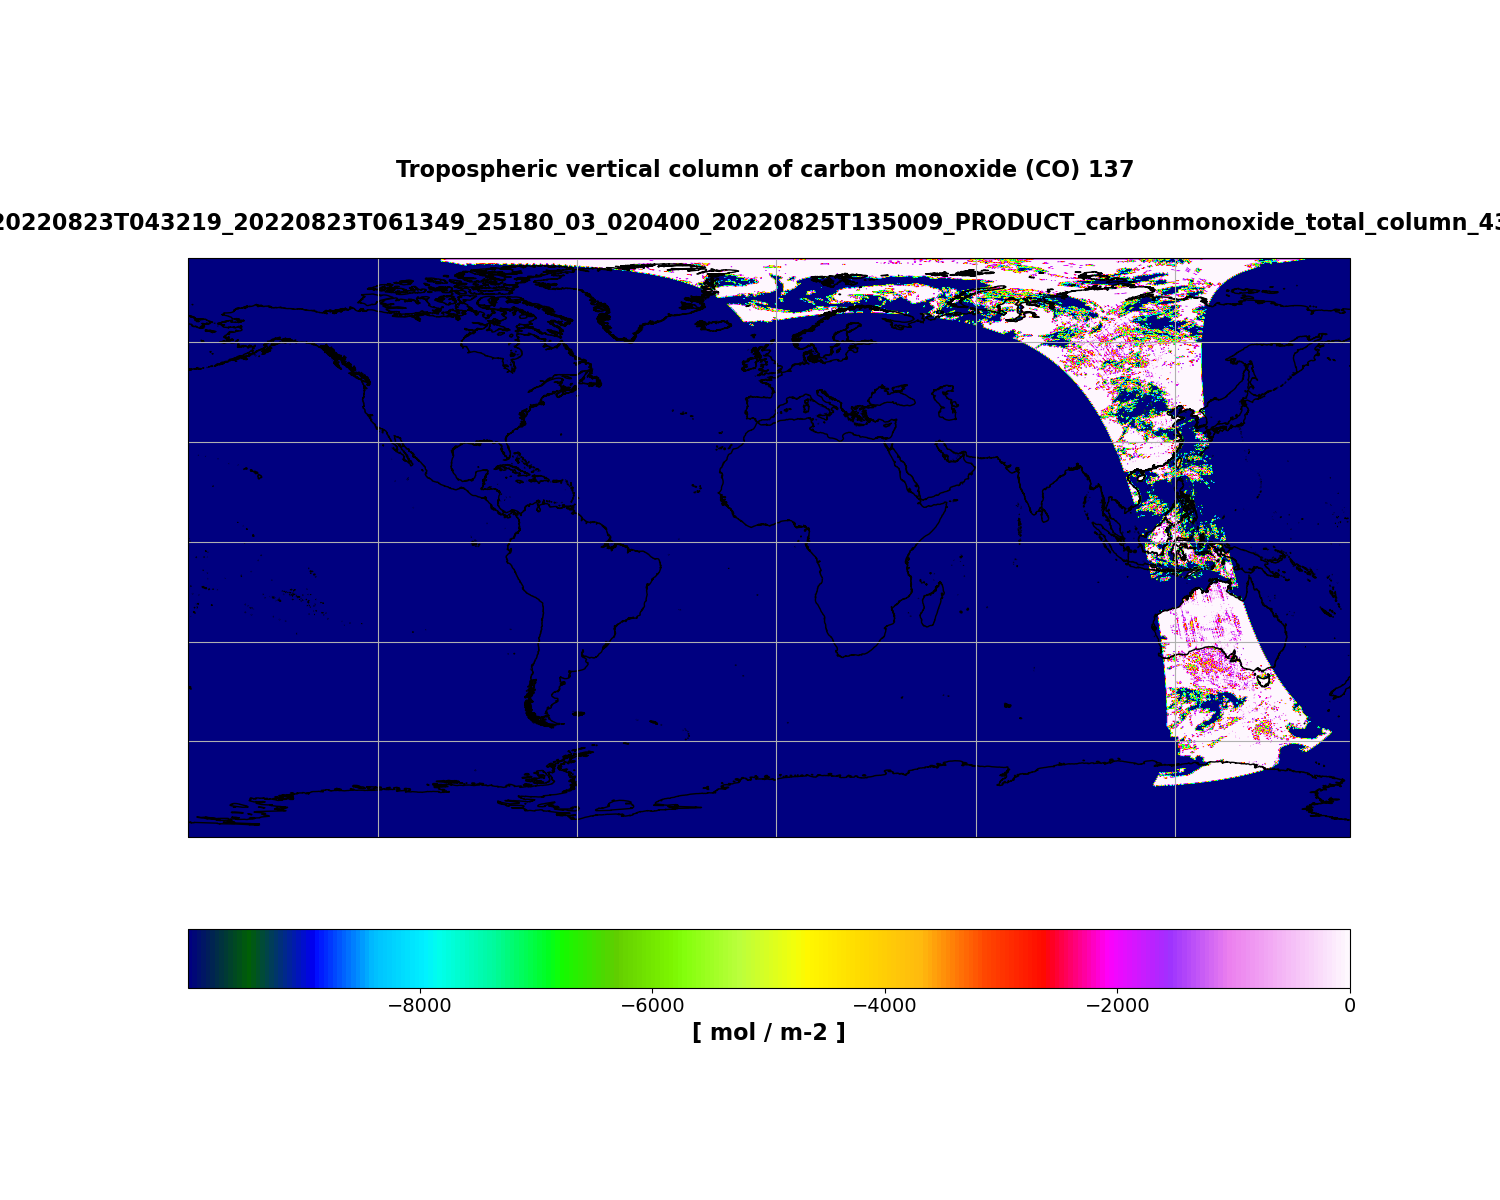 Tropospheric vertical column of carbon monoxide (CO) 137
20220823T043219_20220823T061349_25180_03_020400_20220825T135009_PRODUCT_carbonmonoxide_total_column_43
−8000 −6000 −4000 −2000 0
[ mol / m-2 ]